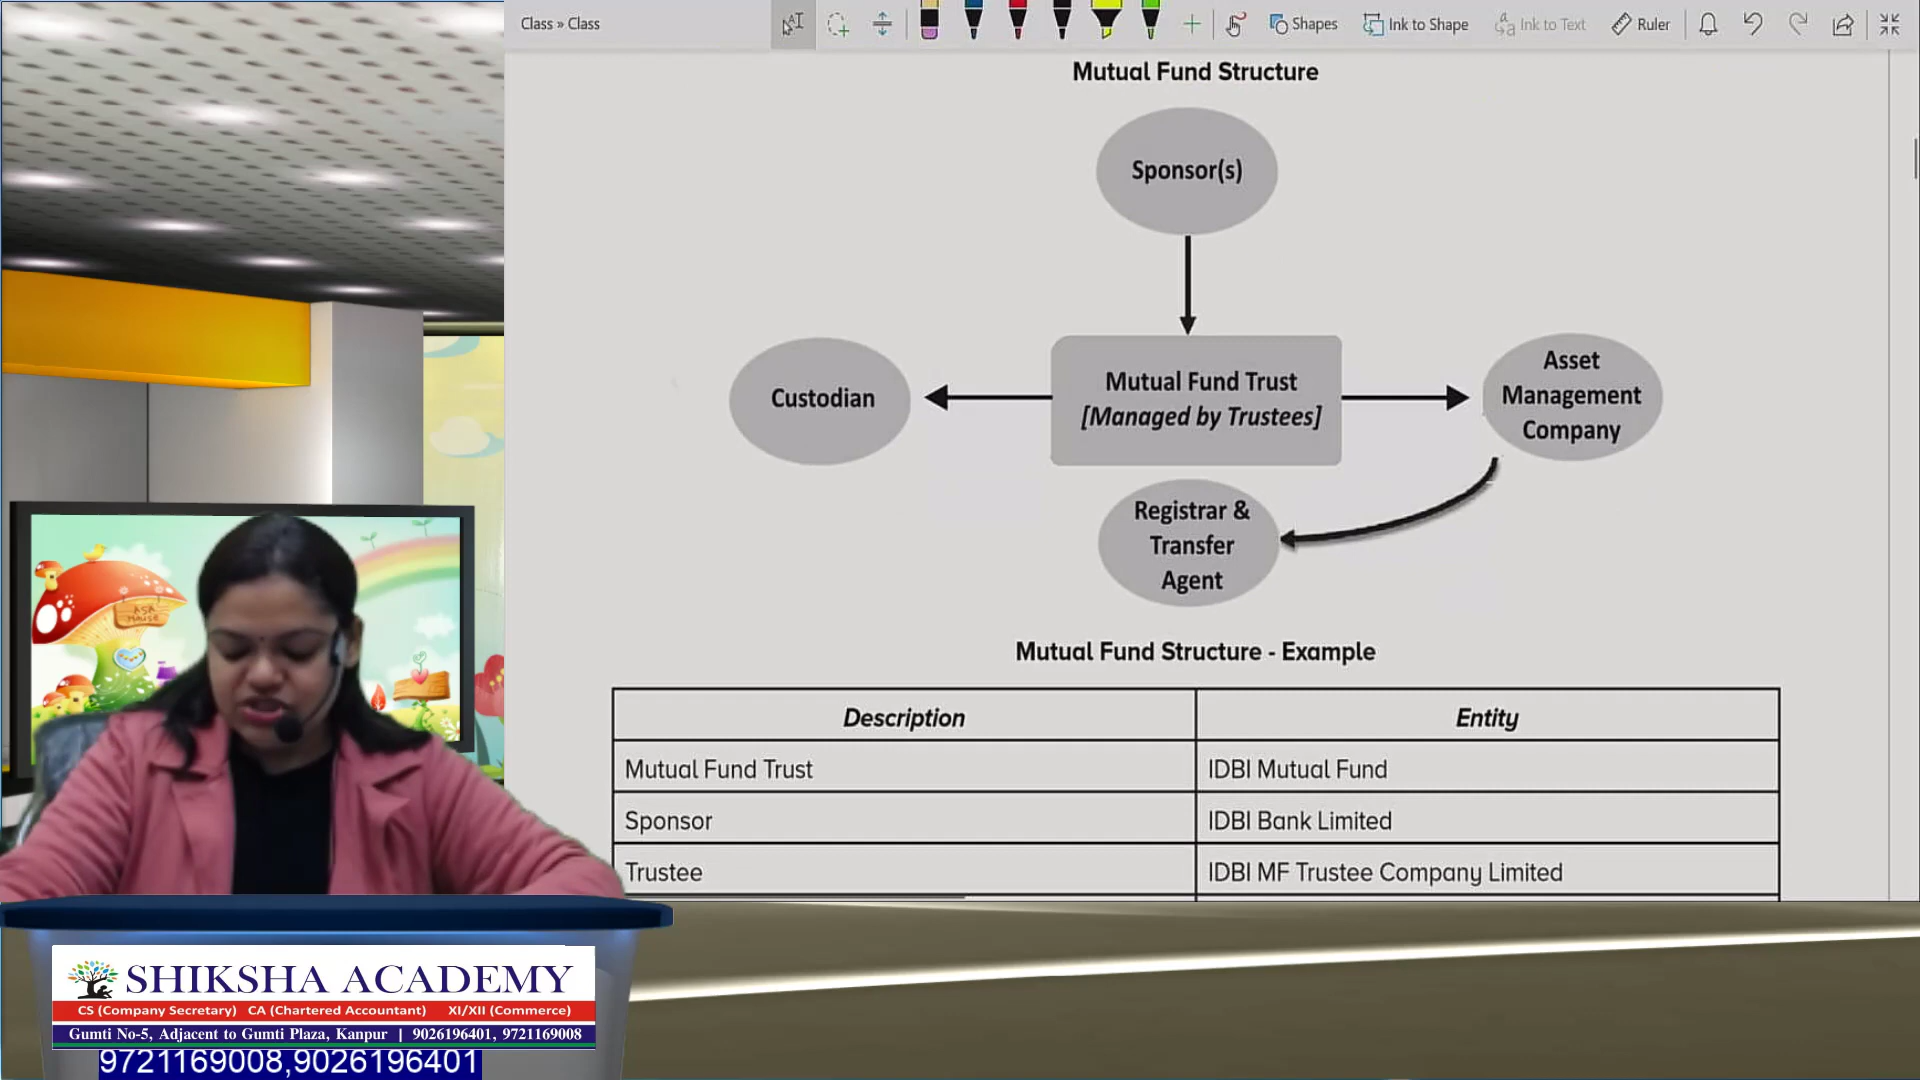 Class » Class
Shapes
Ink to Shape
Ink to Text
Ruler
Mutual Fund Structure
Sponsor(s)
Custodian
Mutual Fund Trust
[Managed by Trustees]
Asset
Management
Company
Registrar &
Transfer
Agent
Mutual Fund Structure - Example
Description Entity
Mutual Fund Trust IDBI Mutual Fund
Sponsor IDBI Bank Limited
Trustee IDBI MF Trustee Company Limited
SHIKSHA ACADEMY
CS (Company Secretary) CA (Chartered Accountant) XI/XII (Commerce)
Gumti No-5, Adjacent to Gumti Plaza, Kanpur | 9026196401, 9721169008
9721169008,9026196401